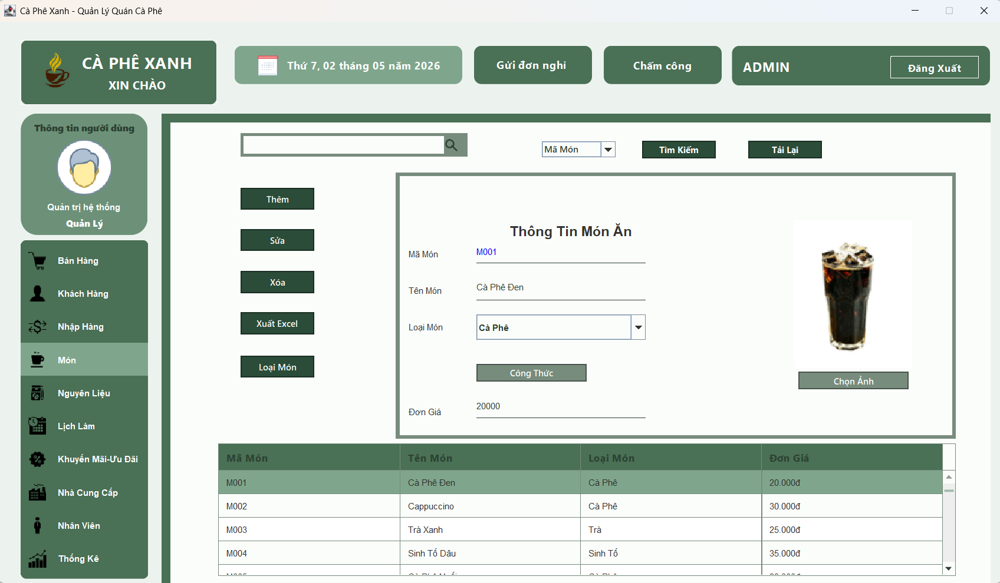 Cà Phê Xanh - Quản Lý Quán Cà Phê
CÀ PHÊ XANH
XIN CHÀO
Thứ 7, 02 tháng 05 năm 2026
Gửi đơn nghỉ
Chấm công
ADMIN
Đăng Xuất
Thông tin người dùng
Quản trị hệ thống
Quản Lý
Bán Hàng
Khách Hàng
Nhập Hàng
Món
Nguyên Liệu
Lịch Làm
Khuyến Mãi-Ưu Đãi
Nhà Cung Cấp
Nhân Viên
Thống Kê
Mã Món
Tìm Kiếm
Tải Lại
Thêm
Sửa
Xóa
Xuất Excel
Loại Món
Thông Tin Món Ăn
Mã Món M001
Tên Món Cà Phê Đen
Loại Món Cà Phê
Công Thức
Đơn Giá 20000
Chọn Ảnh
Mã Món Tên Món Loại Món Đơn Giá
M001 Cà Phê Đen Cà Phê 20.000đ
M002 Cappuccino Cà Phê 30.000đ
M003 Trà Xanh Trà 25.000đ
M004 Sinh Tố Dâu Sinh Tố 35.000đ